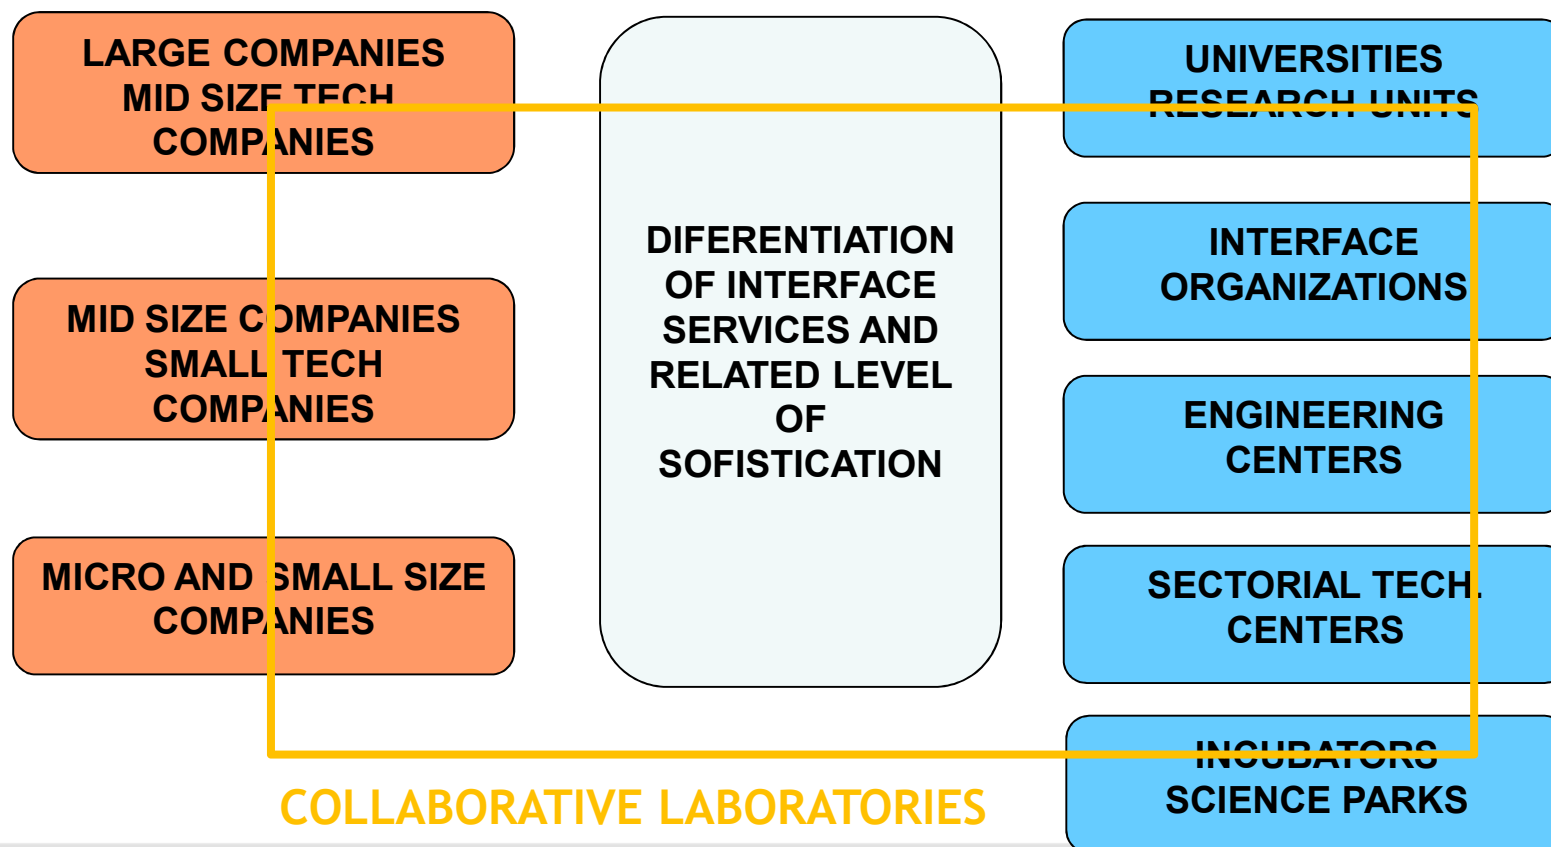 LARGE COMPANIES
MID SIZE TECH
COMPANIES
MID SIZE COMPANIES
SMALL TECH
COMPANIES
MICRO AND SMALL SIZE
COMPANIES
DIFERENTIATION
OF INTERFACE
SERVICES AND
RELATED LEVEL
OF
SOFISTICATION
UNIVERSITIES
RESEARCH UNITS
INTERFACE
ORGANIZATIONS
ENGINEERING
CENTERS
SECTORIAL TECH.
CENTERS
INCUBATORS
SCIENCE PARKS
COLLABORATIVE LABORATORIES